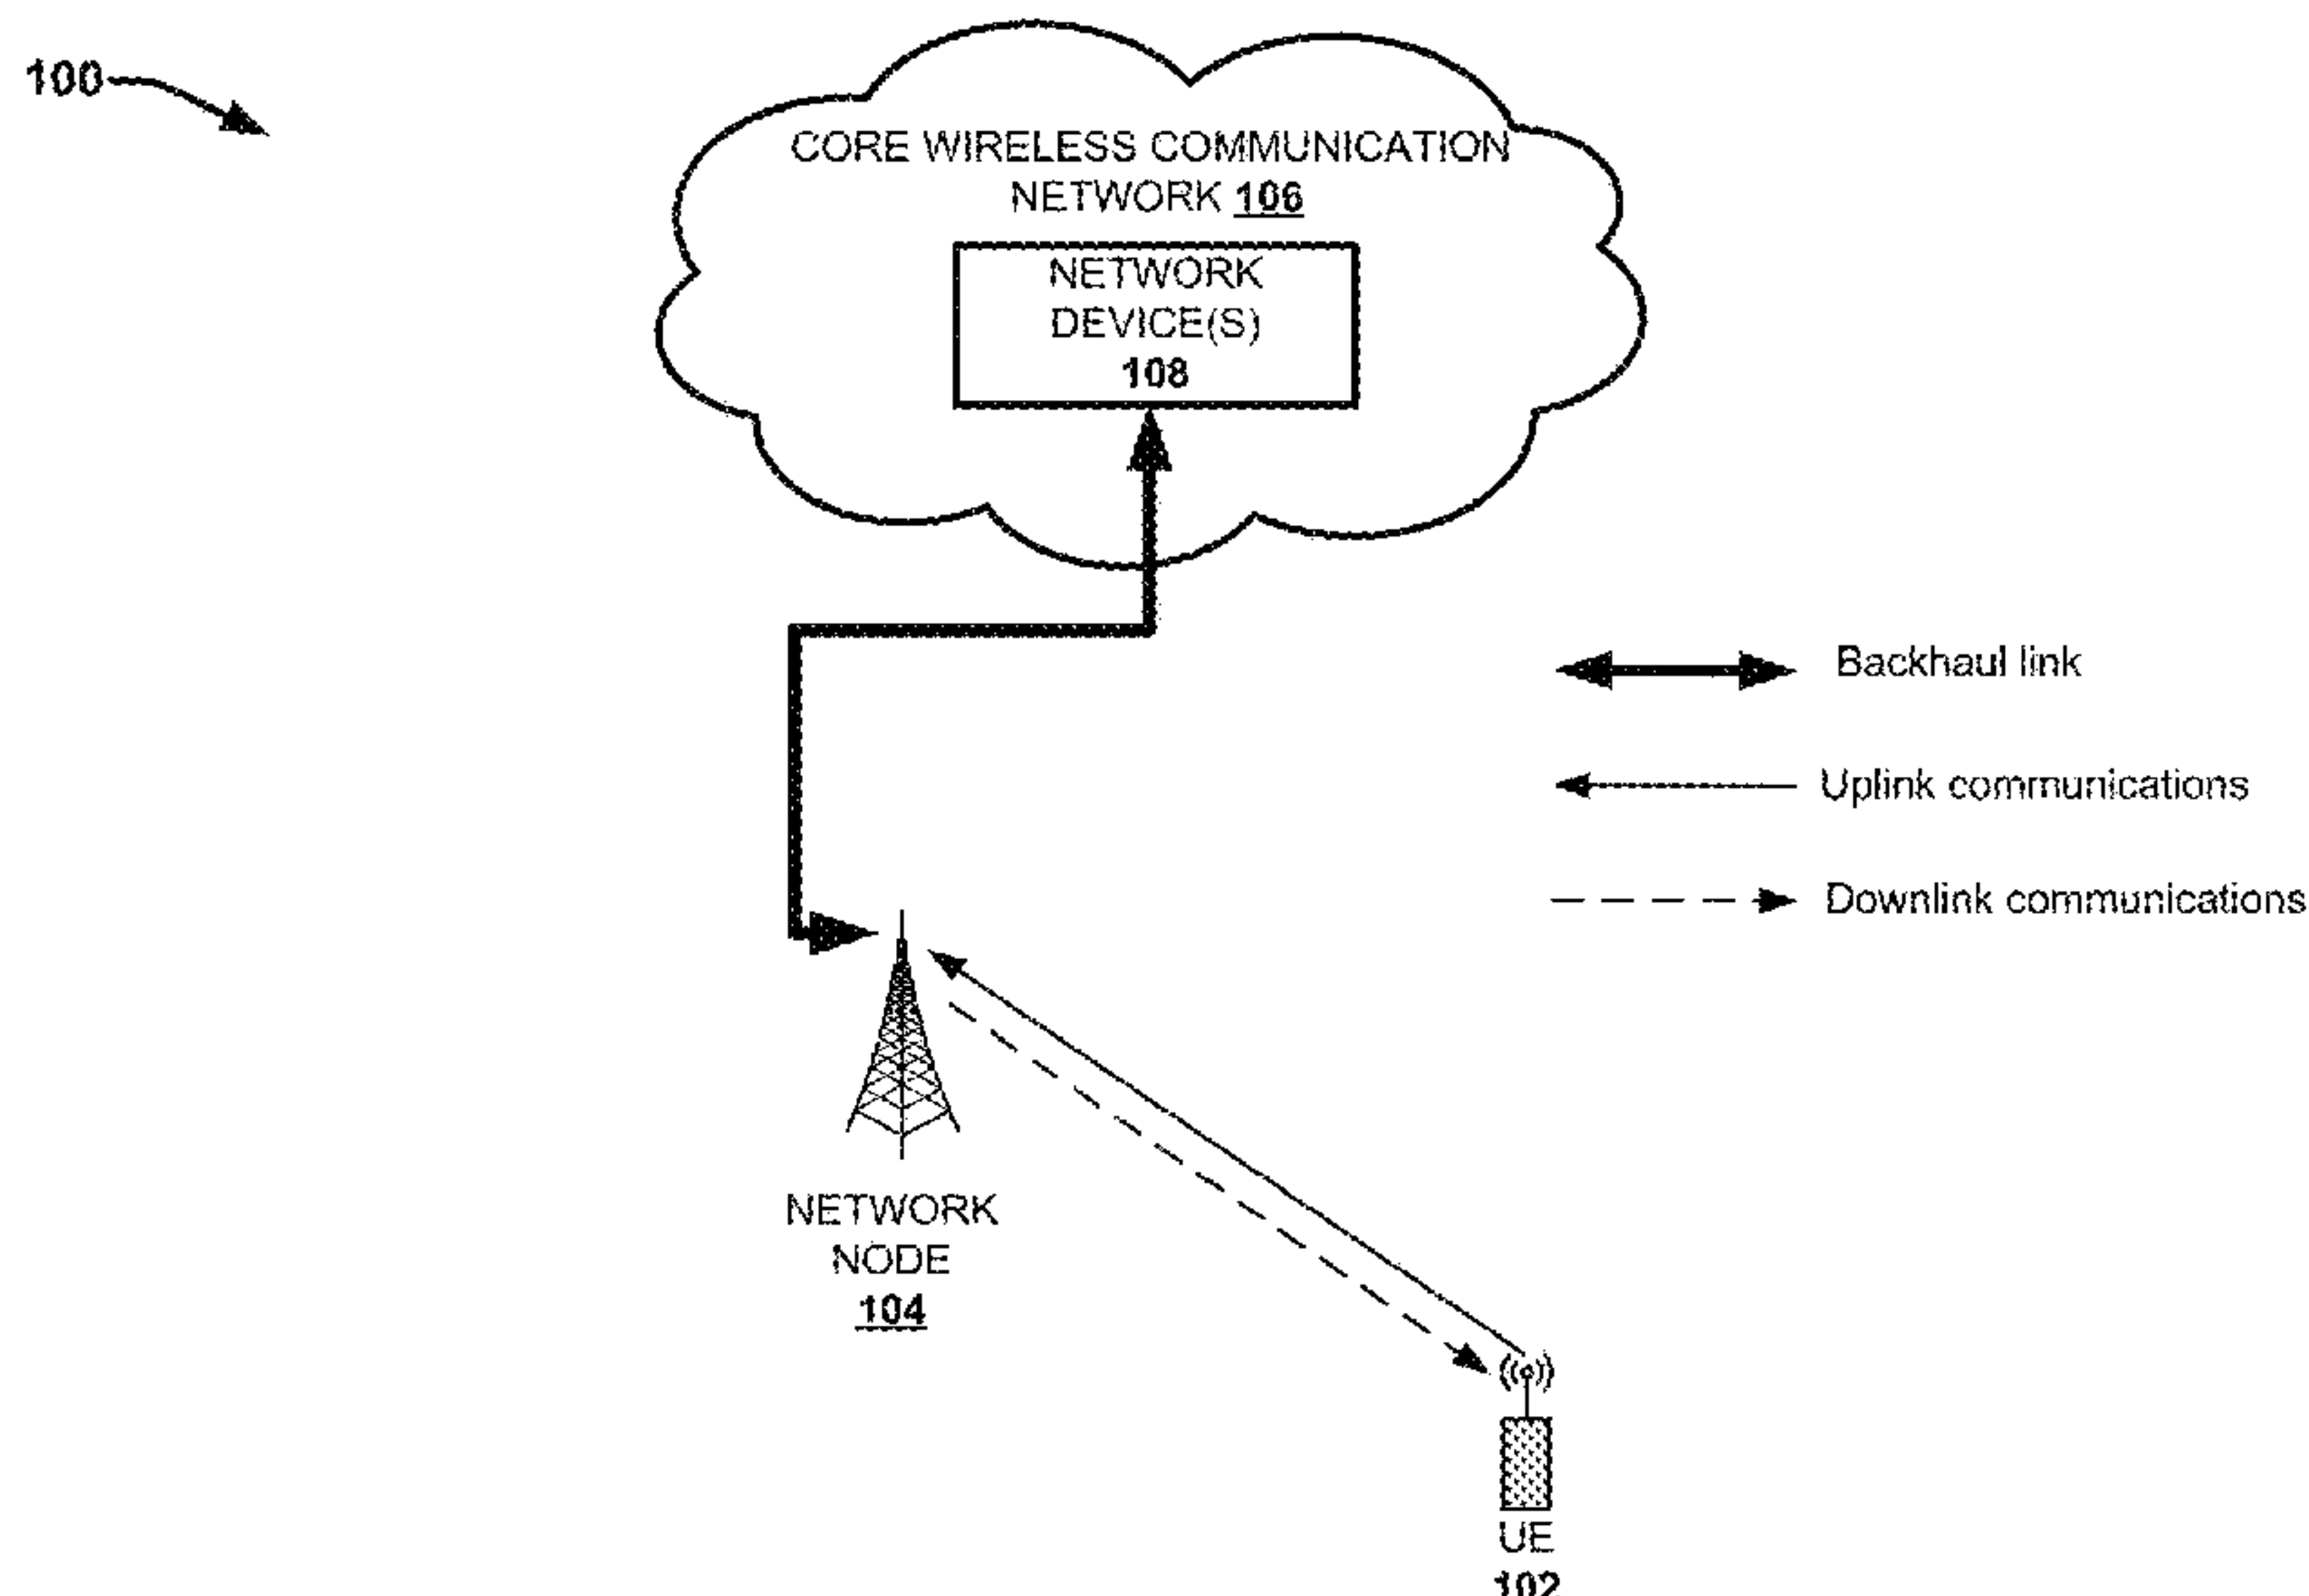 100
CORE WIRELESS COMMUNICATION
NETWORK 106
NETWORK
DEVICE(S)
108
Backhaul link
Uplink communications
Downlink communications
NETWORK
NODE
104
UE
102